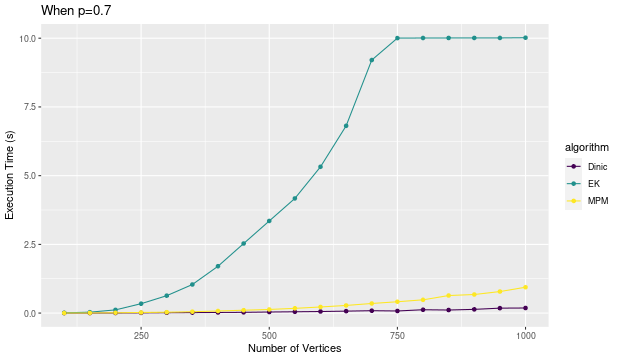 When p=0.7
Execution Time (s)
10.0
7.5
5.0
2.5
0.0
250
500
750
1000
Number of Vertices
algorithm
Dinic
EK
MPM